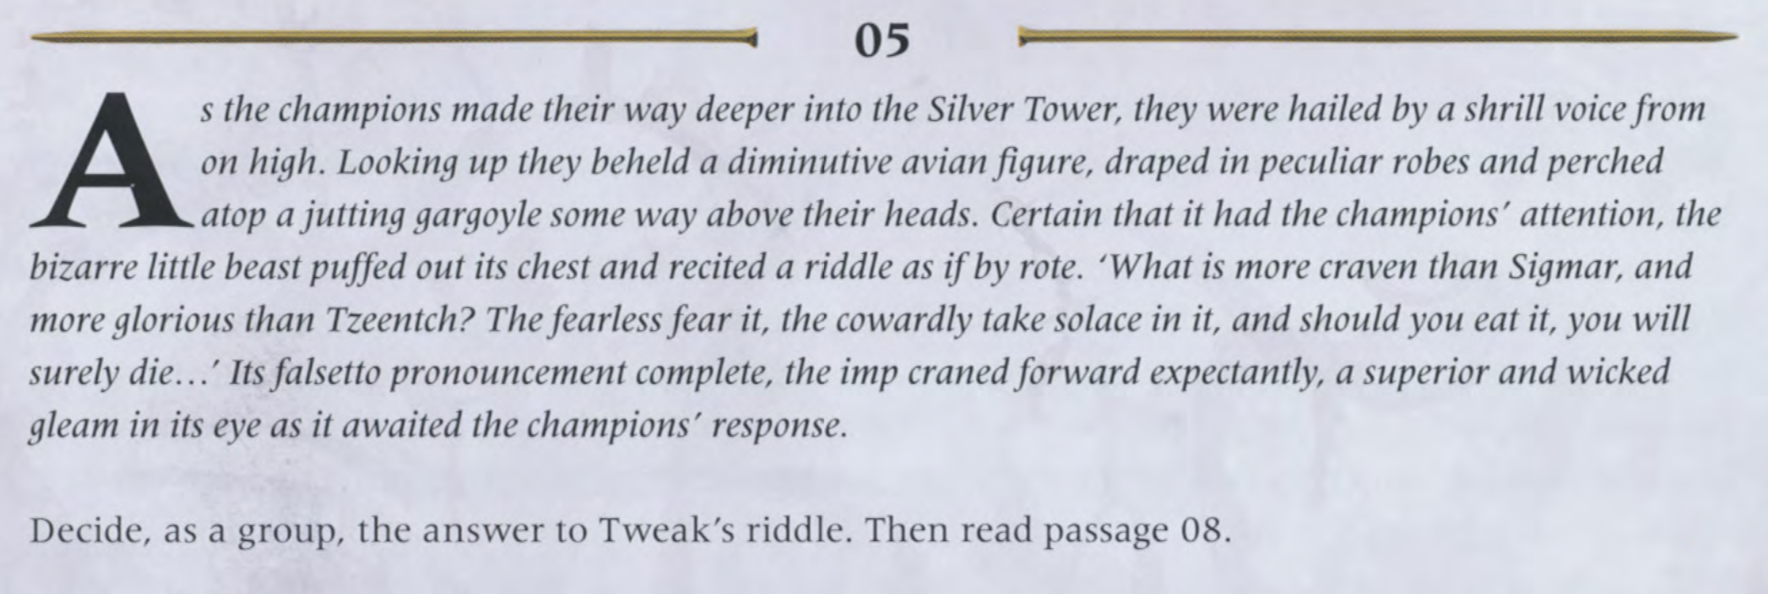 05
As the champions made their way deeper into the Silver Tower, they were hailed by a shrill voice from
on high. Looking up they beheld a diminutive avian figure, draped in peculiar robes and perched
atop a jutting gargoyle some way above their heads. Certain that it had the champions’ attention, the
bizarre little beast puffed out its chest and recited a riddle as if by rote. ‘What is more craven than Sigmar, and
more glorious than Tzeentch? The fearless fear it, the cowardly take solace in it, and should you eat it, you will
surely die...’ Its falsetto pronouncement complete, the imp craned forward expectantly, a superior and wicked
gleam in its eye as it awaited the champions’ response.
Decide, as a group, the answer to Tweak’s riddle. Then read passage 08.